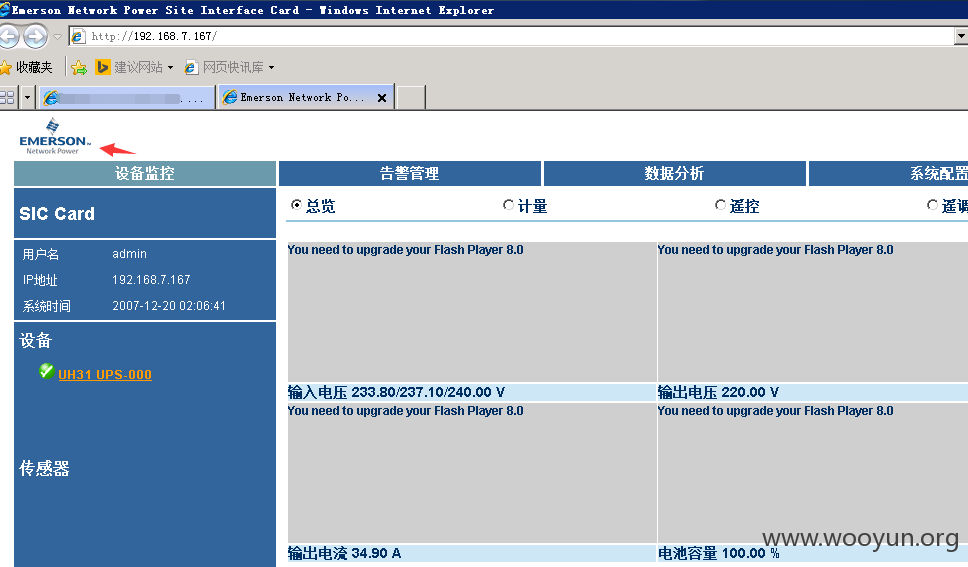 Emerson Network Power Site Interface Card - Windows Internet Explorer
http://192.168.7.167/
收藏夹 建议网站 网页快讯库
... Emerson Network Po...
EMERSON™
Network Power
设备监控 告警管理 数据分析 系统配置
SIC Card
总览 计量 遥控 遥调
用户名 admin
IP地址 192.168.7.167
系统时间 2007-12-20 02:06:41
设备
UH31 UPS-000
传感器
You need to upgrade your Flash Player 8.0 You need to upgrade your Flash Player 8.0
输入电压 233.80/237.10/240.00 V 输出电压 220.00 V
You need to upgrade your Flash Player 8.0 You need to upgrade your Flash Player 8.0
输出电流 34.90 A 电池容量 100.00 %
www.wooyun.org